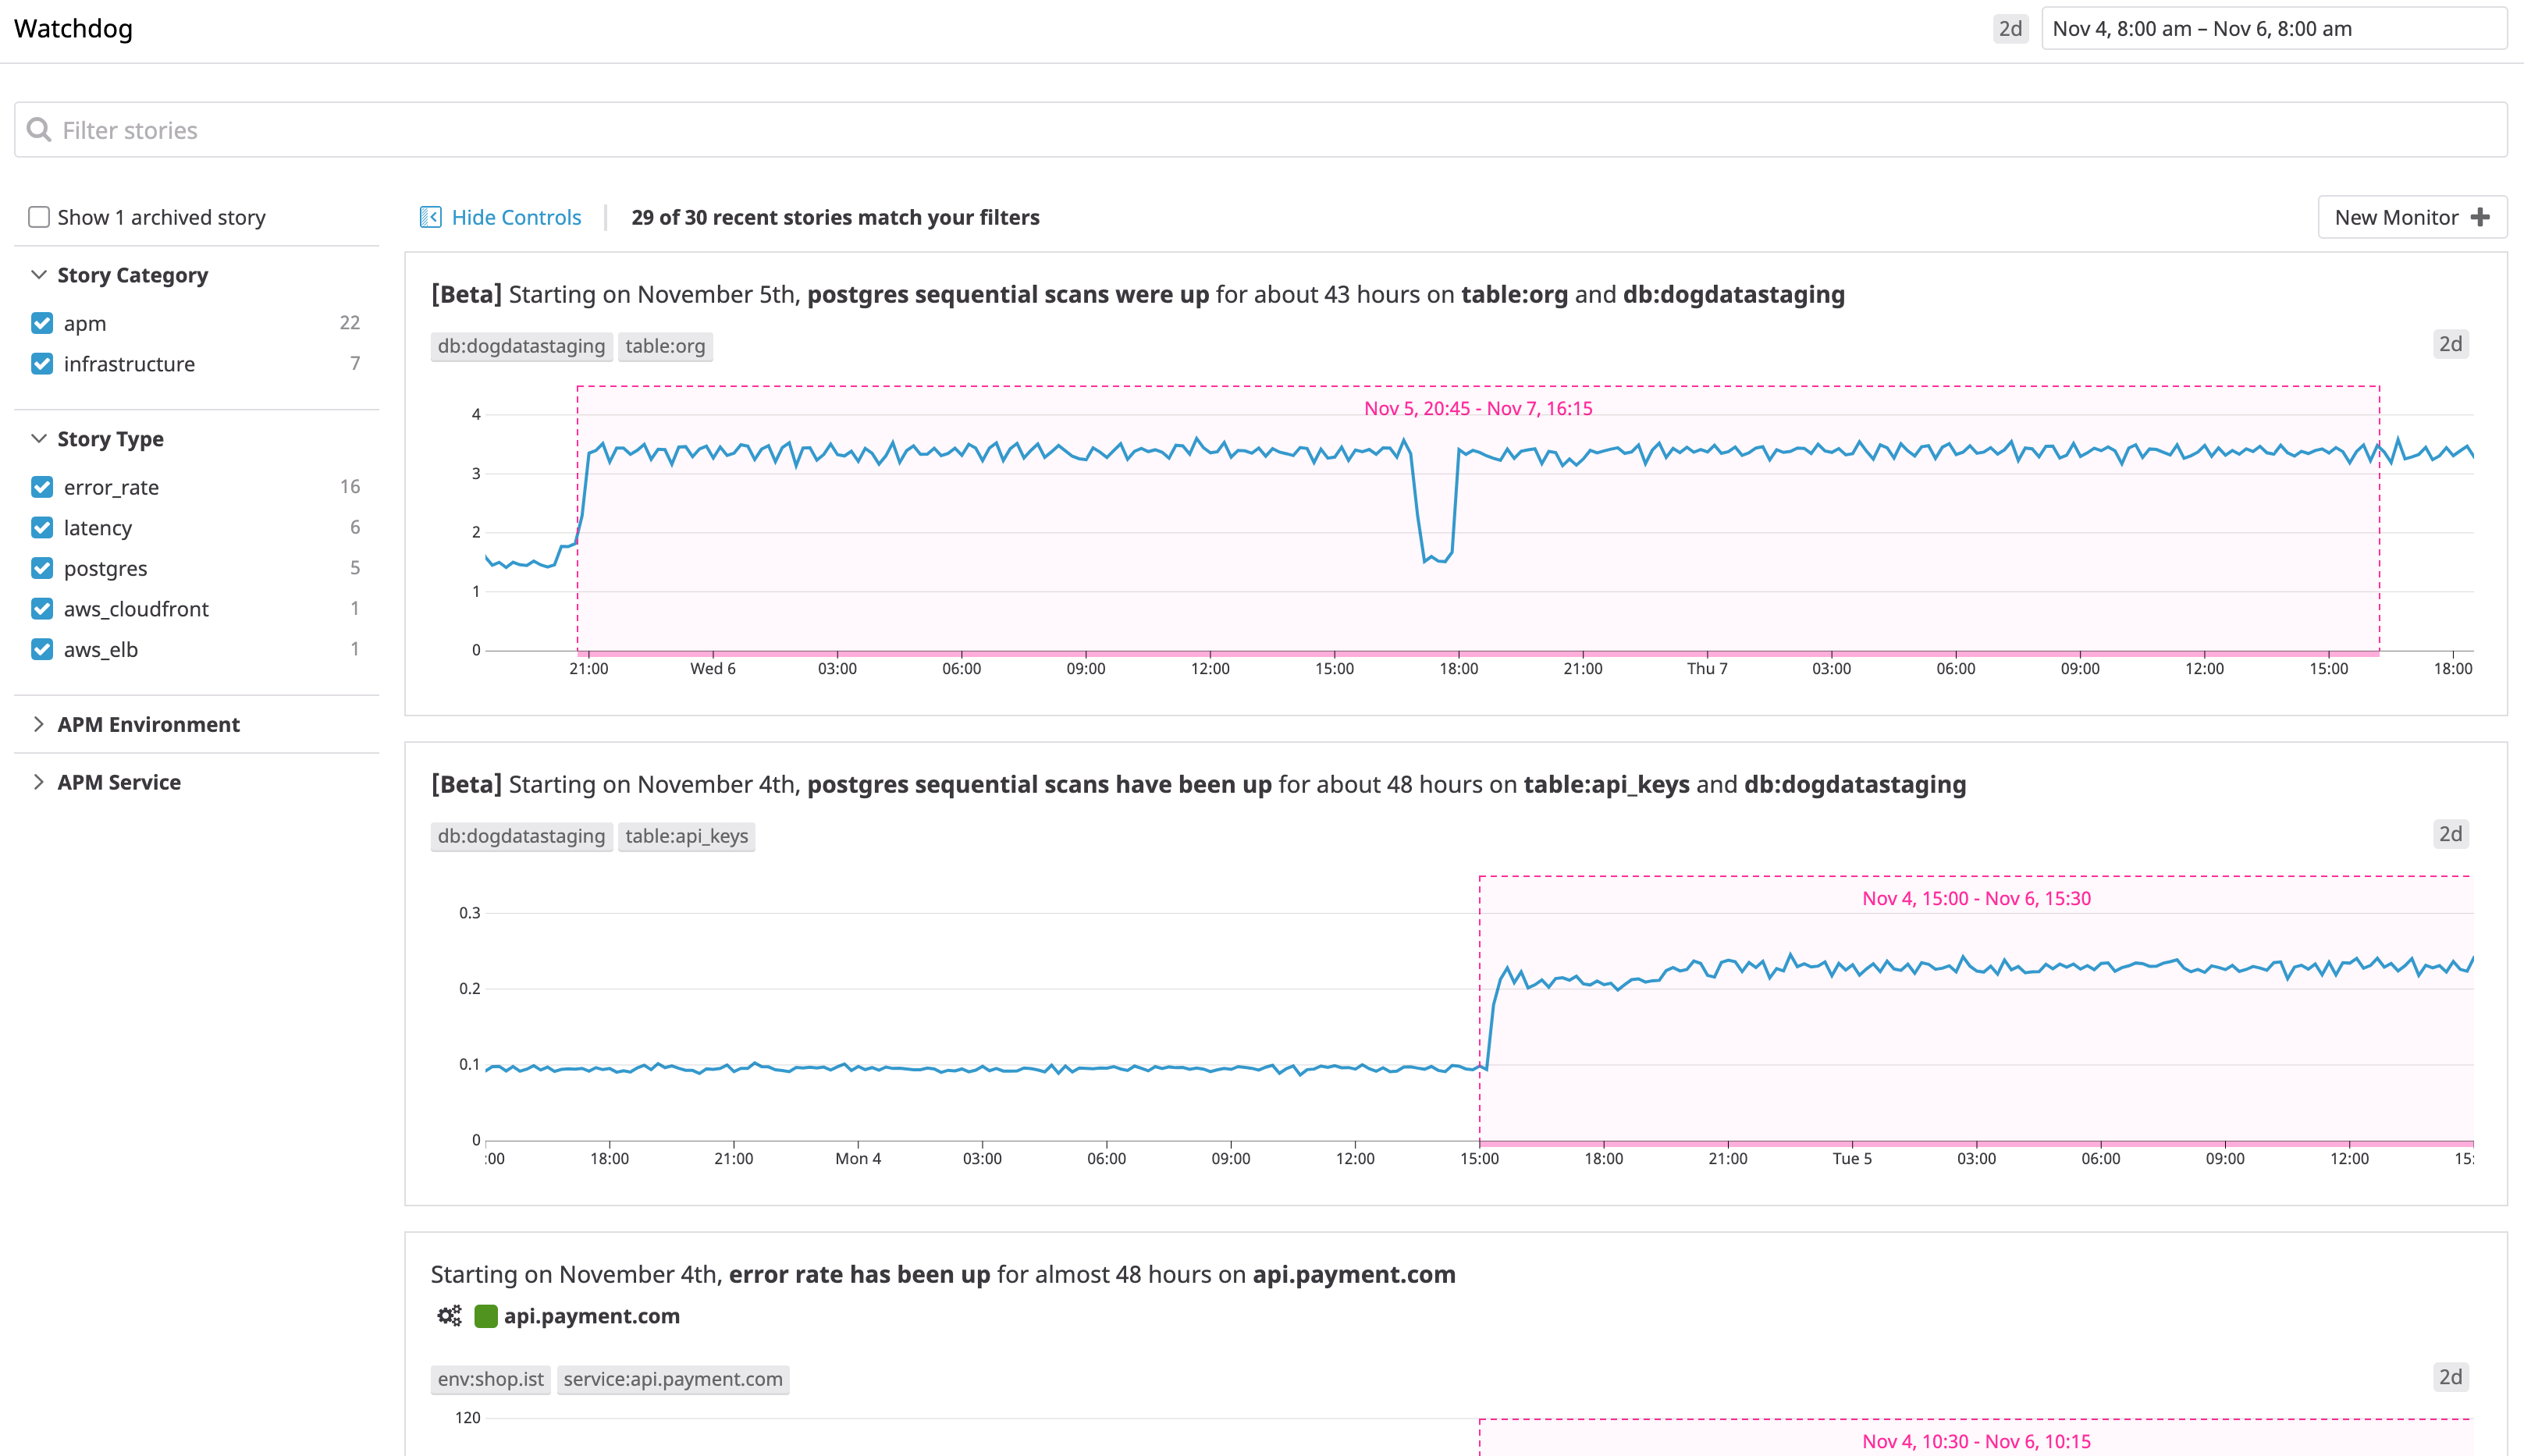 Watchdog
2d
Nov 4, 8:00 am – Nov 6, 8:00 am
Filter stories
Show 1 archived story
Story Category
apm 22
infrastructure 7
Story Type
error_rate 16
latency 6
postgres 5
aws_cloudfront 1
aws_elb 1
APM Environment
APM Service
Hide Controls
29 of 30 recent stories match your filters
New Monitor
[Beta] Starting on November 5th, postgres sequential scans were up for about 43 hours on table:org and db:dogdatastaging
db:dogdatastaging table:org
2d
Nov 5, 20:45 - Nov 7, 16:15
4
3
2
1
0
21:00 Wed 6 03:00 06:00 09:00 12:00 15:00 18:00 21:00 Thu 7 03:00 06:00 09:00 12:00 15:00 18:00
[Beta] Starting on November 4th, postgres sequential scans have been up for about 48 hours on table:api_keys and db:dogdatastaging
db:dogdatastaging table:api_keys
2d
Nov 4, 15:00 - Nov 6, 15:30
0.3
0.2
0.1
0
:00 18:00 21:00 Mon 4 03:00 06:00 09:00 12:00 15:00 18:00 21:00 Tue 5 03:00 06:00 09:00 12:00 15:
Starting on November 4th, error rate has been up for almost 48 hours on api.payment.com
api.payment.com
env:shop.ist service:api.payment.com
2d
120
Nov 4, 10:30 - Nov 6, 10:15